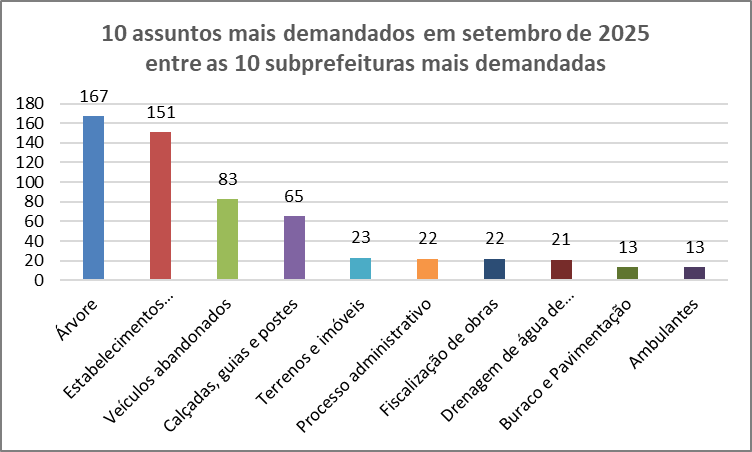 10 assuntos mais demandados em setembro de 2025
entre as 10 subprefeituras mais demandadas
167
151
83
65
23
22
22
21
13
13
180
160
140
120
100
80
60
40
20
0
Árvore
Estabelecimentos...
Veículos abandonados
Calçadas, guias e postes
Terrenos e imóveis
Processo administrativo
Fiscalização de obras
Drenagem de água de...
Buraco e Pavimentação
Ambulantes